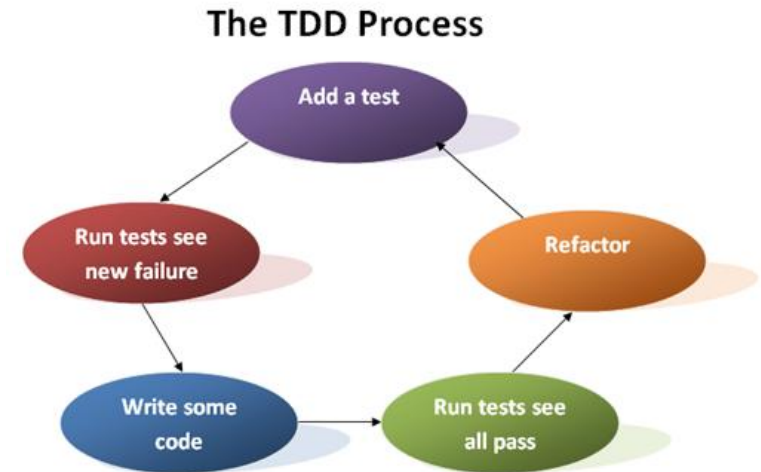 The TDD Process
Add a test
Run tests see
new failure
Refactor
Write some
code
Run tests see
all pass